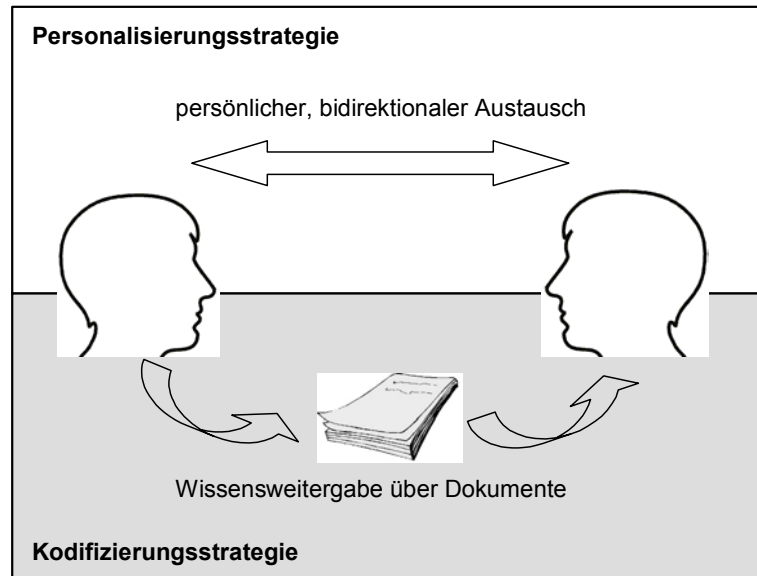 Personalisierungsstrategie
persönlicher, bidirektionaler Austausch
Wissensweitergabe über Dokumente
Kodifizierungsstrategie